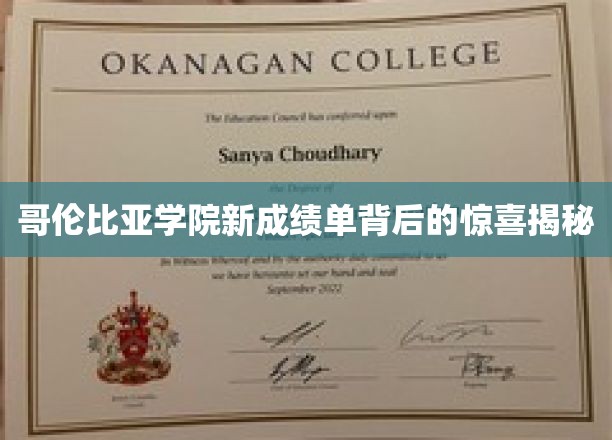 OKANAGAN COLLEGE
The Education Council has conferred upon
Sanya Choudhary
the Degree of
哥伦比亚学院新成绩单背后的惊喜揭秘
In Witness Whereof and by the authority duly committed to us
we have hereunto set our hand and seal
September 2022